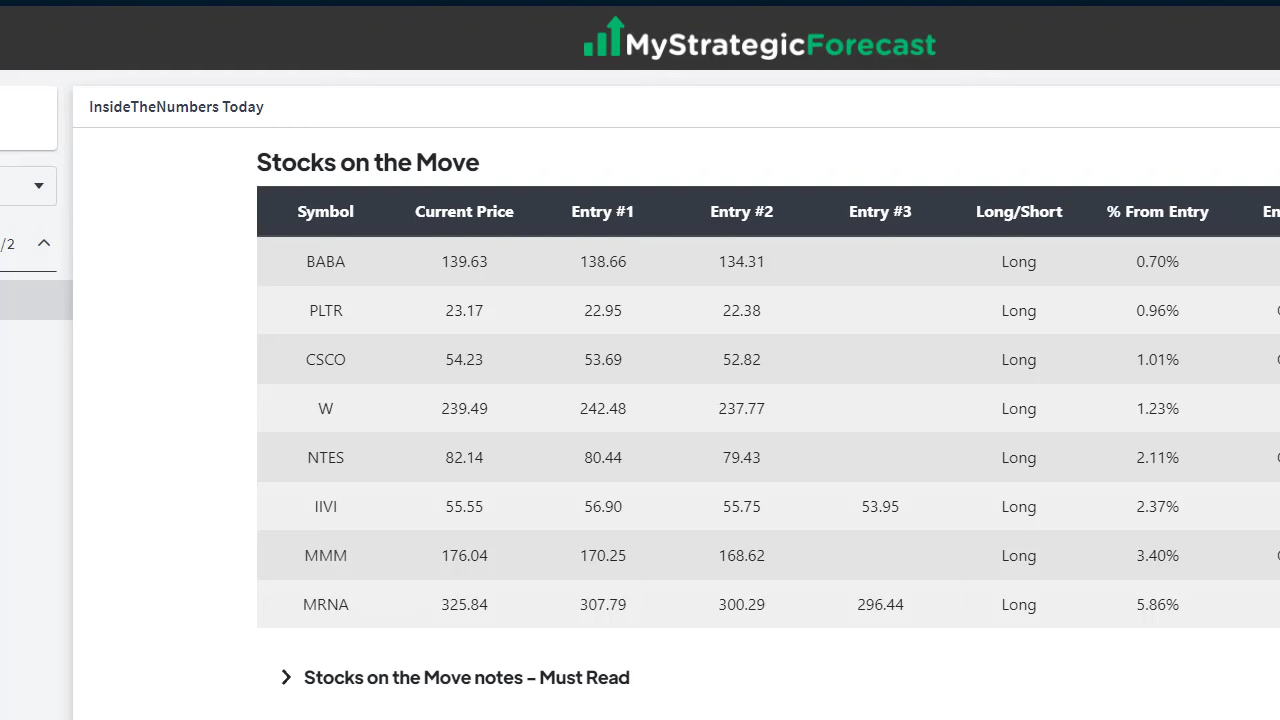 MyStrategicForecast
InsideTheNumbers Today
Stocks on the Move
Symbol Current Price Entry #1 Entry #2 Entry #3 Long/Short % From Entry En
BABA 139.63 138.66 134.31 Long 0.70%
PLTR 23.17 22.95 22.38 Long 0.96%
/2
CSCO 54.23 53.69 52.82 Long 1.01%
W 239.49 242.48 237.77 Long 1.23%
NTES 82.14 80.44 79.43 Long 2.11%
IIVI 55.55 56.90 55.75 53.95 Long 2.37%
MMM 176.04 170.25 168.62 Long 3.40%
MRNA 325.84 307.79 300.29 296.44 Long 5.86%
Stocks on the Move notes – Must Read